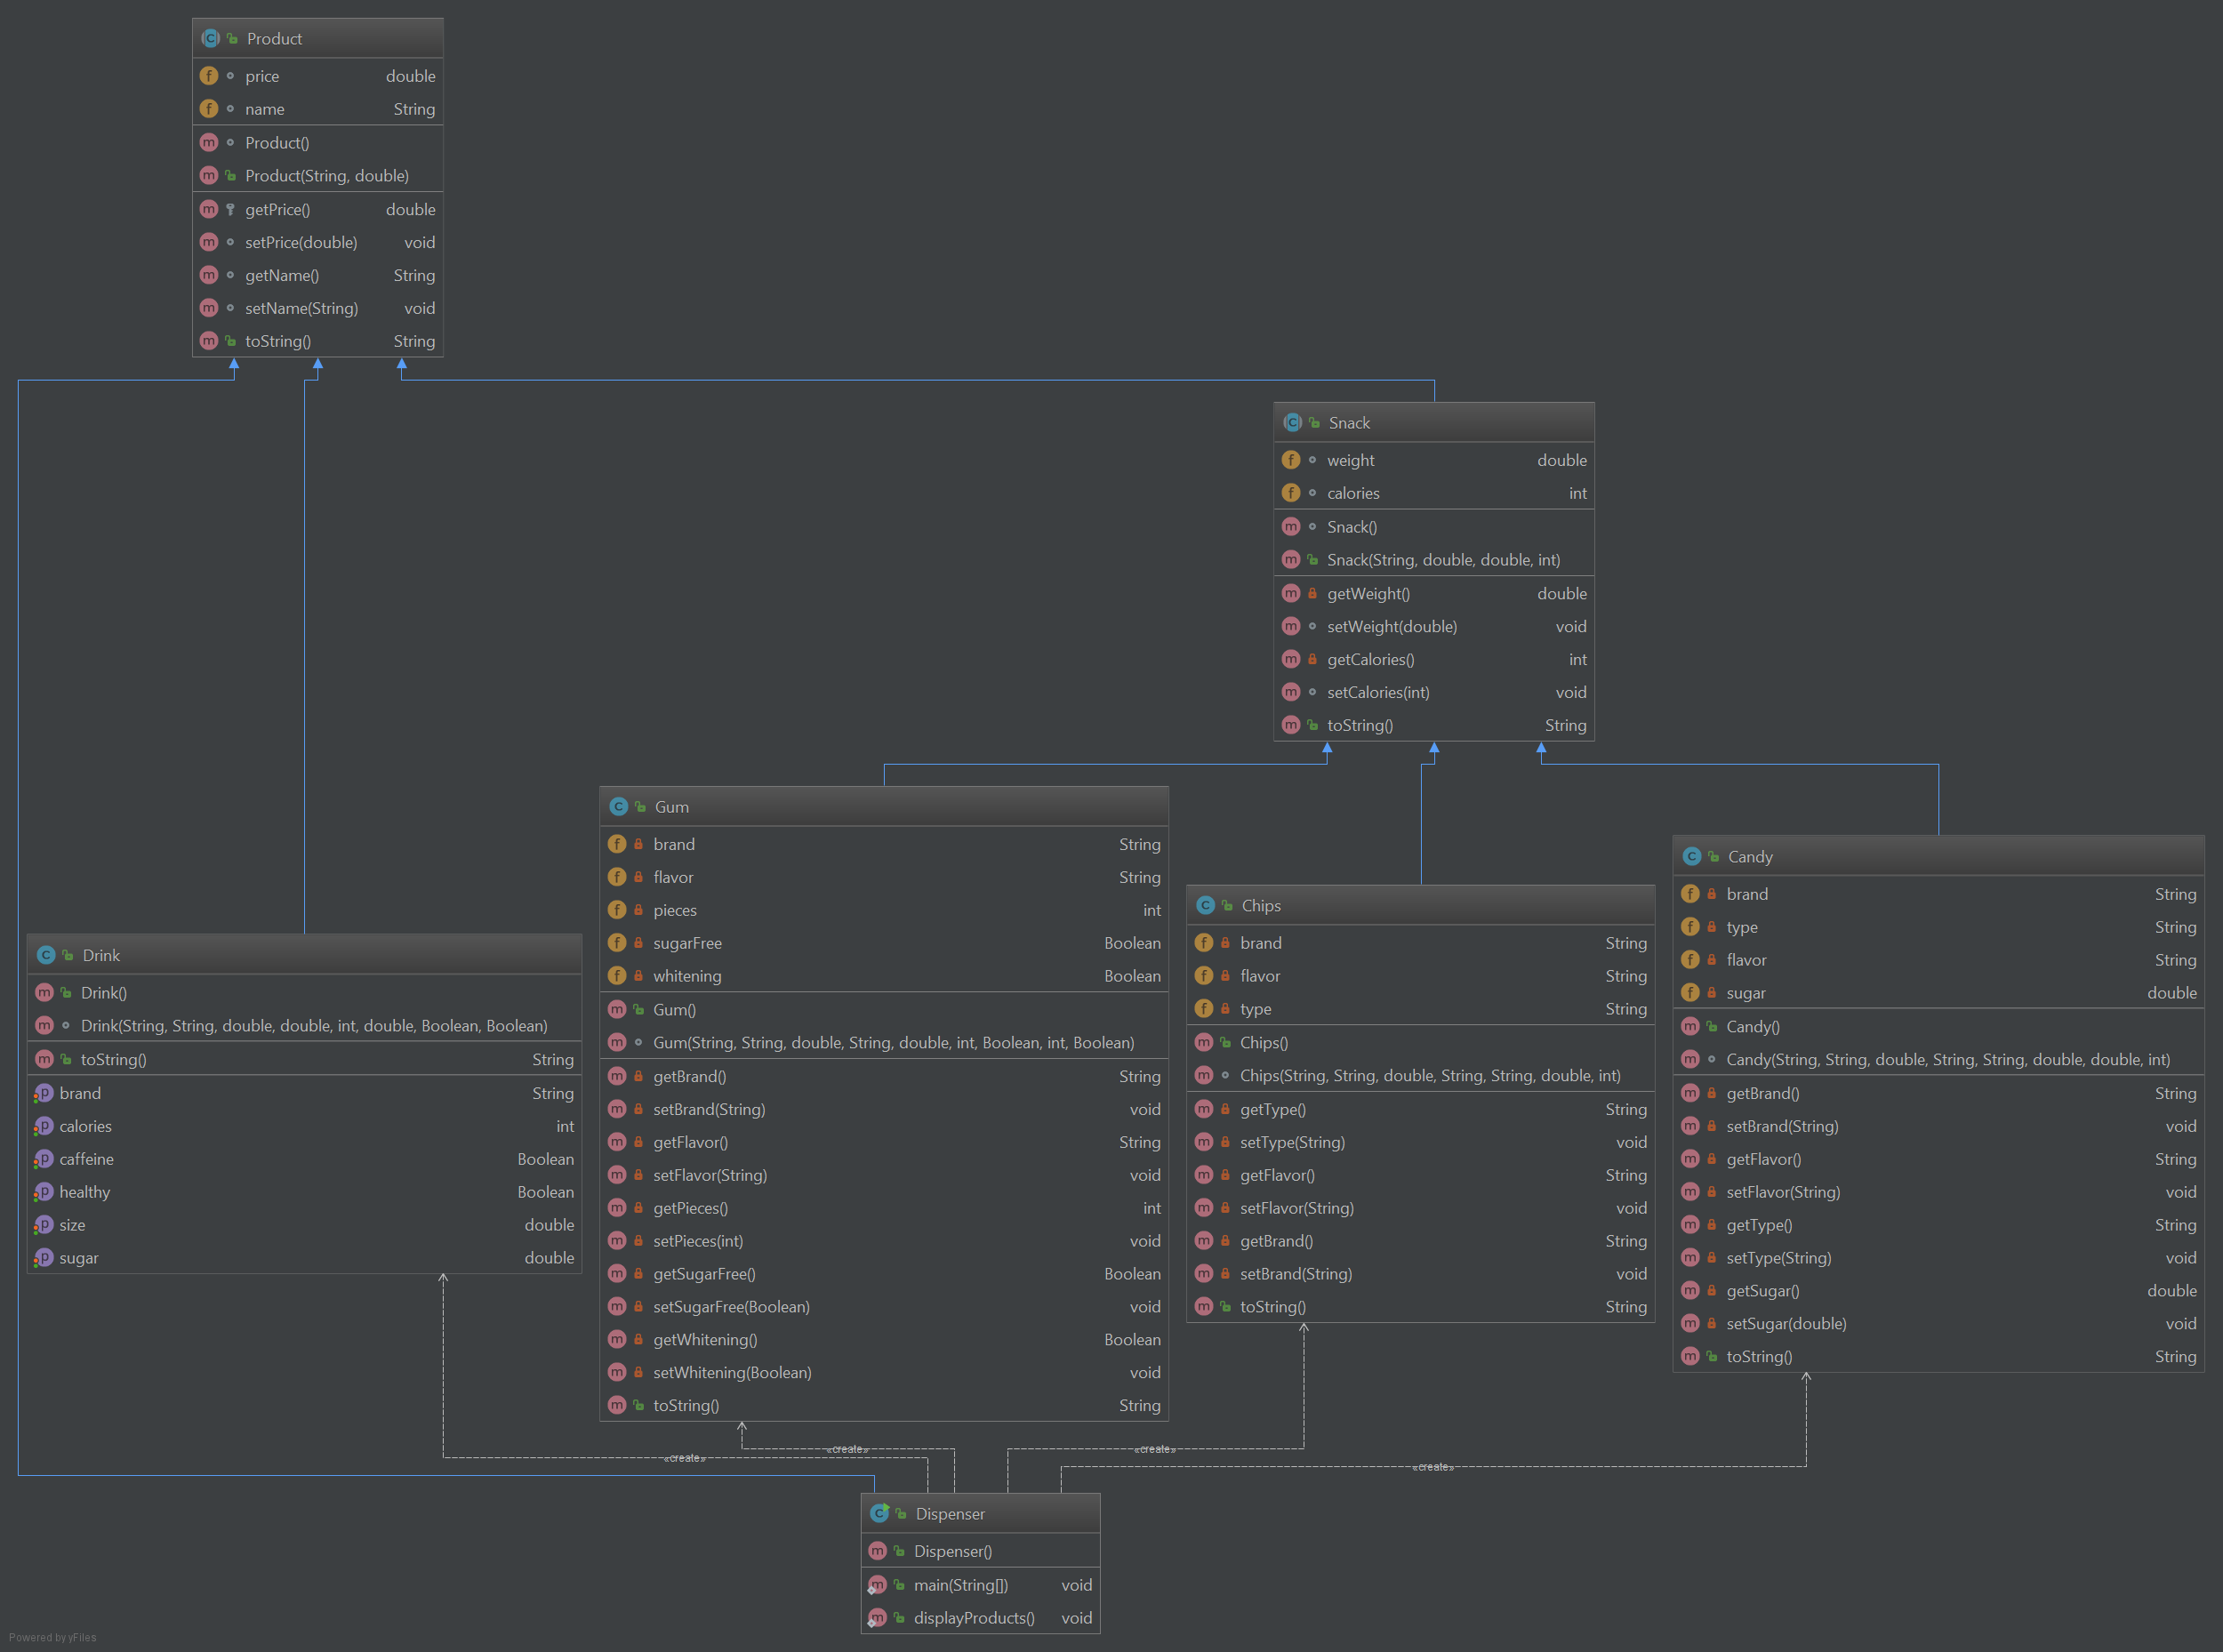 Product
price double
name String
Product()
Product(String, double)
getPrice() double
setPrice(double) void
getName() String
setName(String) void
toString() String
Snack
weight double
calories int
Snack()
Snack(String, double, double, int)
getWeight() double
setWeight(double) void
getCalories() int
setCalories(int) void
toString() String
Gum
brand String
flavor String
pieces int
sugarFree Boolean
whitening Boolean
Gum()
Gum(String, String, double, String, double, int, Boolean, int, Boolean)
getBrand() String
setBrand(String) void
getFlavor() String
setFlavor(String) void
getPieces() int
setPieces(int) void
getSugarFree() Boolean
setSugarFree(Boolean) void
getWhitening() Boolean
setWhitening(Boolean) void
toString() String
Chips
brand String
flavor String
type String
Chips()
Chips(String, String, double, String, String, double, int)
getType() String
setType(String) void
getFlavor() String
setFlavor(String) void
getBrand() String
setBrand(String) void
toString() String
Candy
brand String
type String
flavor String
sugar double
Candy()
Candy(String, String, double, String, String, double, double, int)
getBrand() String
setBrand(String) void
getFlavor() String
setFlavor(String) void
getType() String
setType(String) void
getSugar() double
setSugar(double) void
toString() String
Drink
Drink()
Drink(String, String, double, double, int, double, Boolean, Boolean)
toString() String
brand String
calories int
caffeine Boolean
healthy Boolean
size double
sugar double
«create»
«create»
«create»
«create»
Dispenser
Dispenser()
main(String[]) void
displayProducts() void
Powered by yFiles